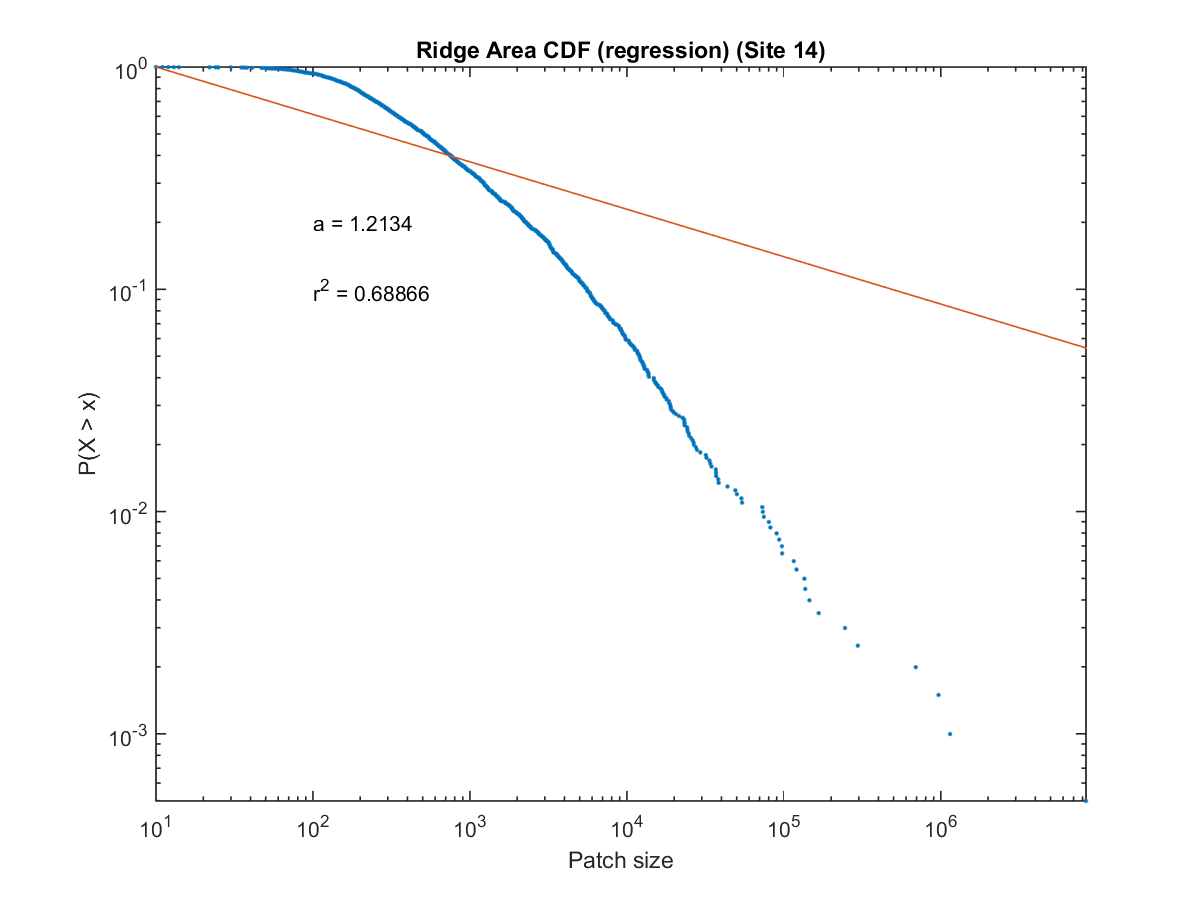 Ridge Area CDF (regression) (Site 14)
10^0
10^-1
10^-2
10^-3
P(X > x)
a = 1.2134
r^2 = 0.68866
10^1 10^2 10^3 10^4 10^5 10^6
Patch size